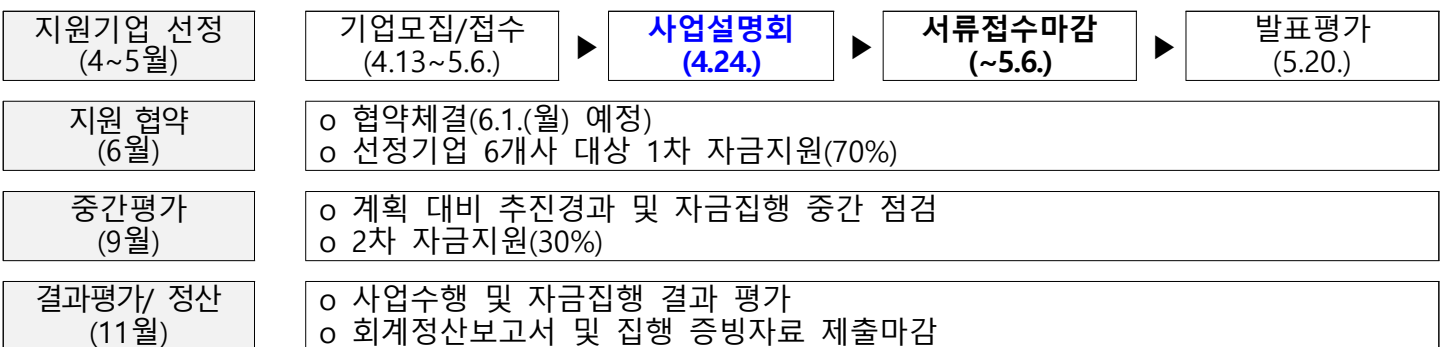 지원기업 선정
(4~5월)
기업모집/접수
(4.13~5.6.)
▶
사업설명회
(4.24.)
▶
서류접수마감
(~5.6.)
▶
발표평가
(5.20.)
지원 협약
(6월)
o 협약체결(6.1.(월) 예정)
o 선정기업 6개사 대상 1차 자금지원(70%)
중간평가
(9월)
o 계획 대비 추진경과 및 자금집행 중간 점검
o 2차 자금지원(30%)
결과평가/ 정산
(11월)
o 사업수행 및 자금집행 결과 평가
o 회계정산보고서 및 집행 증빙자료 제출마감